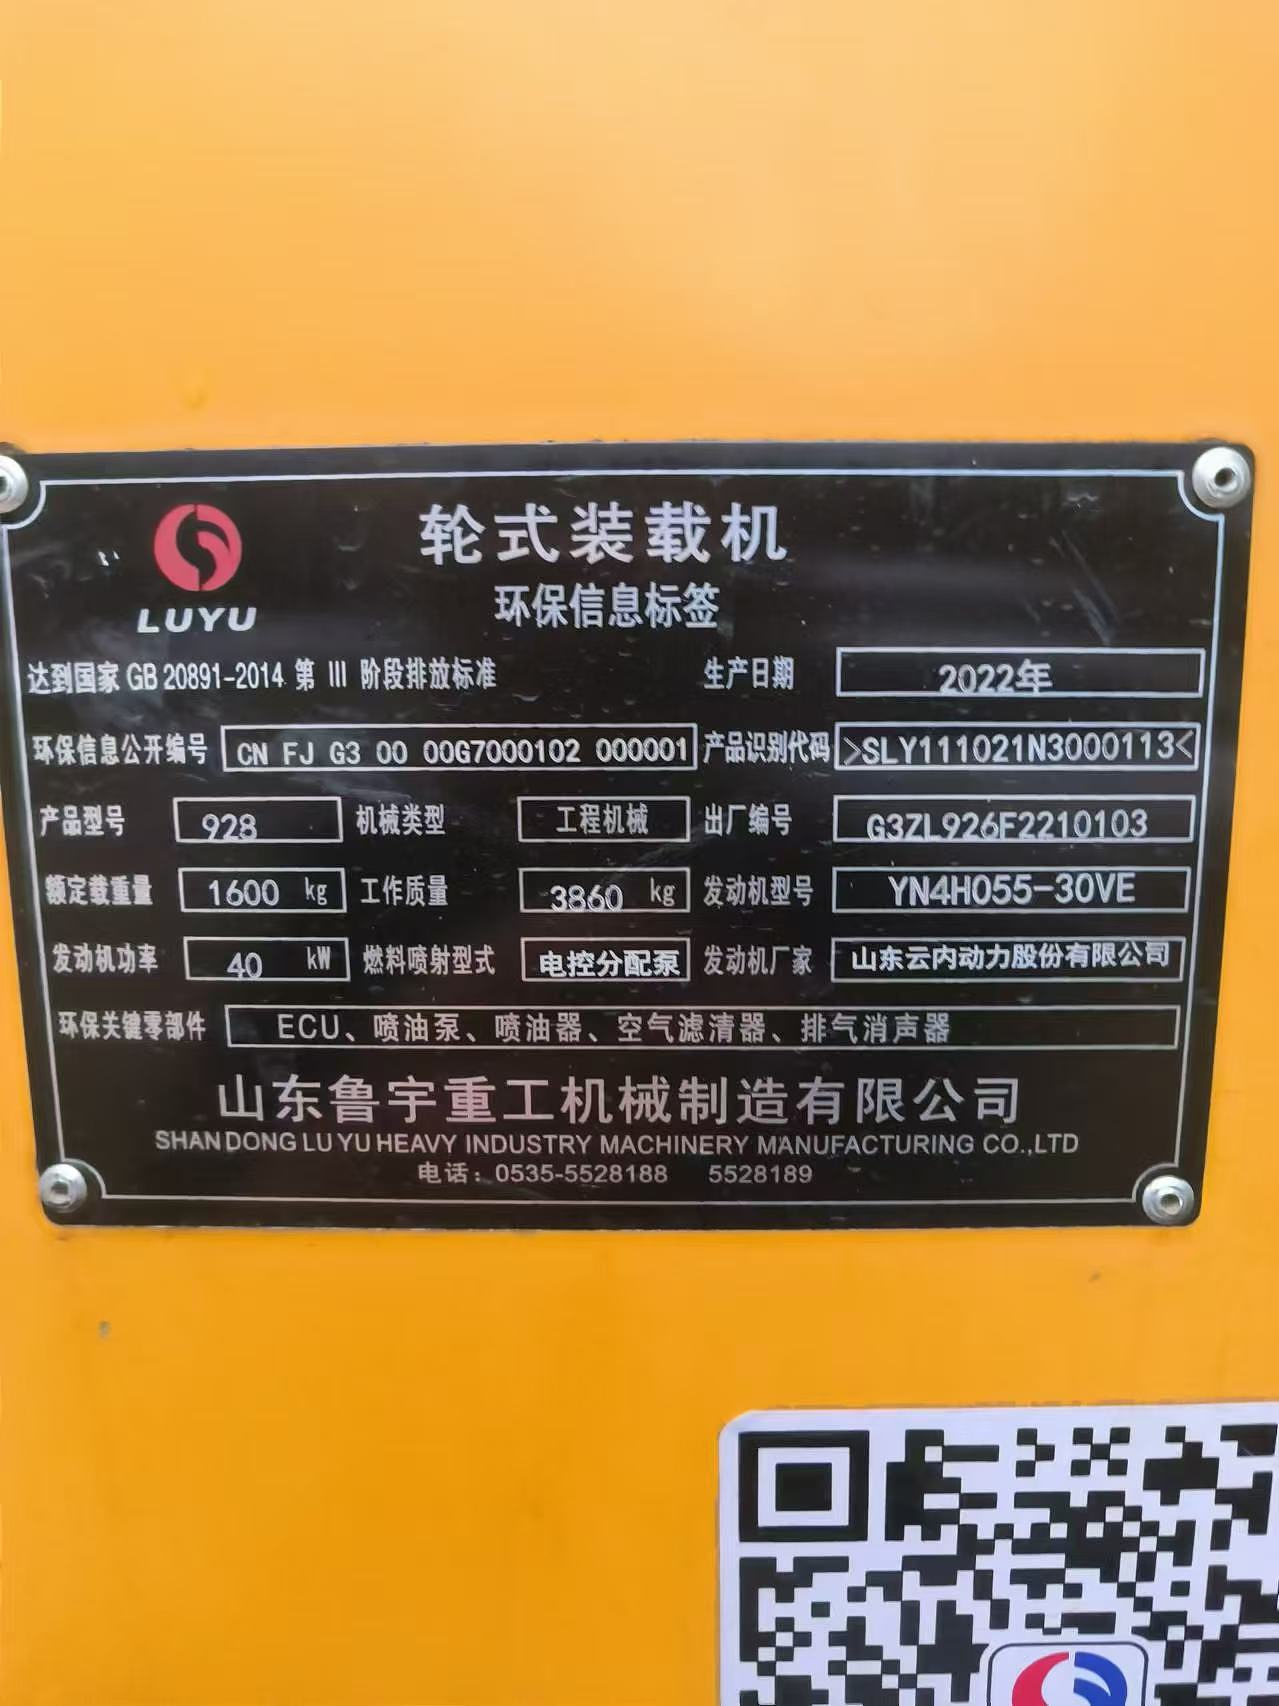 LUYU
轮式装载机
环保信息标签
达到国家 GB 20891-2014 第 III 阶段排放标准 生产日期 2022年
环保信息公开编号 CN FJ G3 00 00G7000102 000001 产品识别代码 >SLY111021N3000113<
产品型号 928 机械类型 工程机械 出厂编号 G3ZL926F2210103
额定载重量 1600 kg 工作质量 3860 kg 发动机型号 YN4H055-30VE
发动机功率 40 kW 燃料喷射型式 电控分配泵 发动机厂家 山东云内动力股份有限公司
环保关键零部件 ECU、喷油泵、喷油器、空气滤清器、排气消声器
山东鲁宇重工机械制造有限公司
SHAN DONG LU YU HEAVY INDUSTRY MACHINERY MANUFACTURING CO.,LTD
电话：0535-5528188 5528189